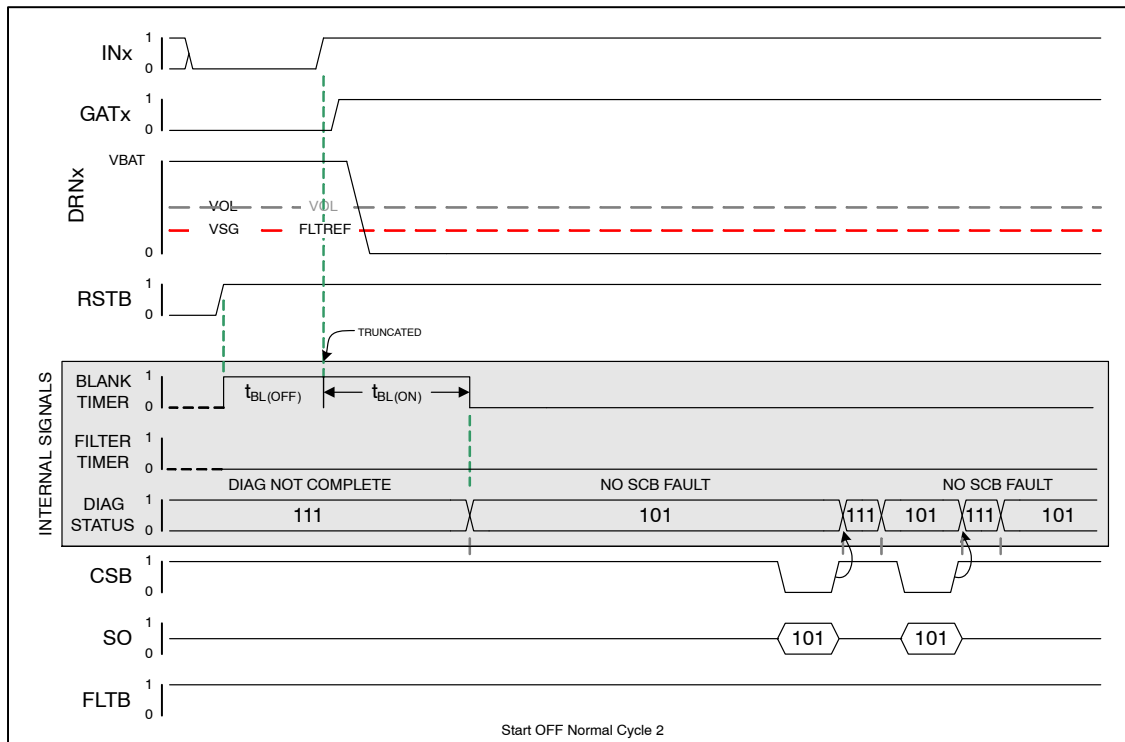 INx
1
0
GATx
1
0
DRNx
VBAT
0
VOL VOL
VSG FLTREF
RSTB
1
0
TRUNCATED
INTERNAL SIGNALS
BLANK
TIMER
1
0
tBL(OFF) tBL(ON)
FILTER
TIMER
1
0
DIAG NOT COMPLETE NO SCB FAULT NO SCB FAULT
DIAG
STATUS
1
0
111 101 111 101 111 101
CSB
1
0
SO
1
0
101 101
FLTB
1
0
Start OFF Normal Cycle 2